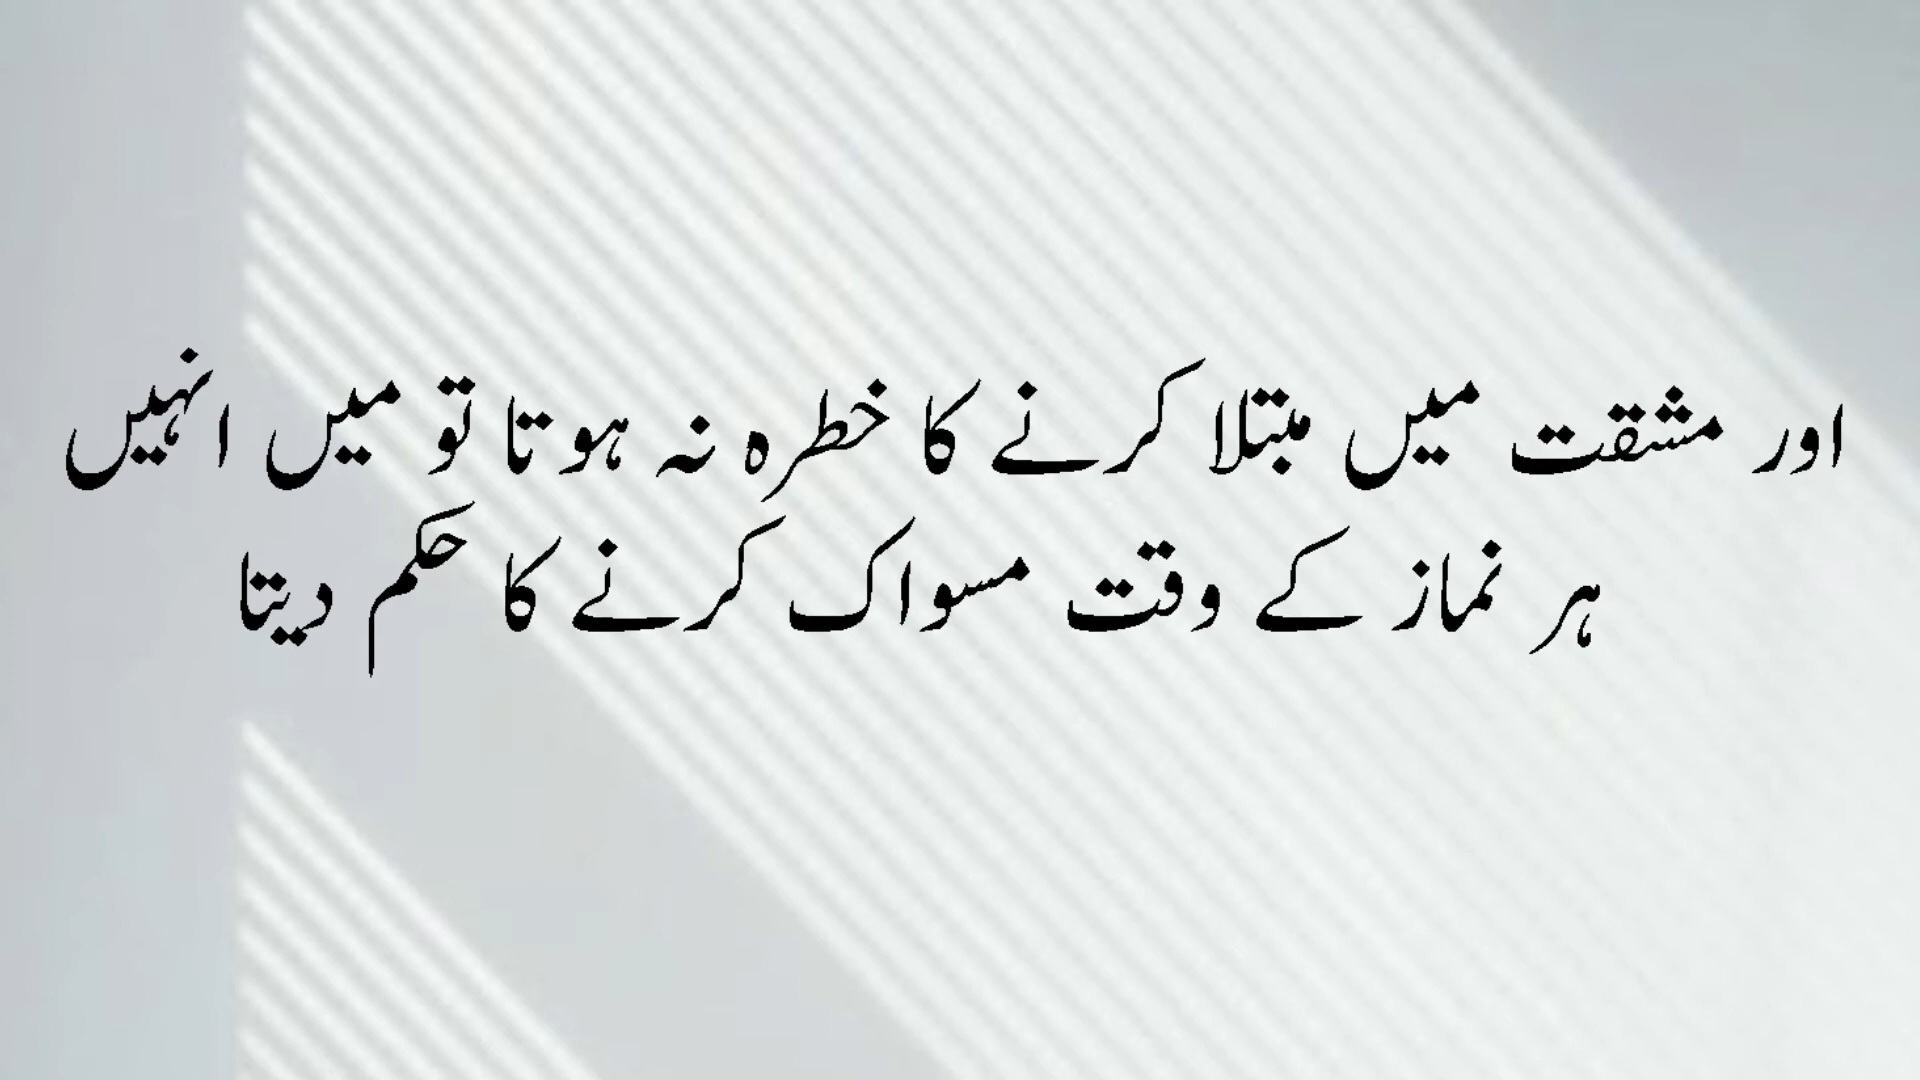 اور مشقت میں مبتلا کرنے کا خطرہ نہ ہوتا تو میں انہیں
ہر نماز کے وقت مسواک کرنے کا حکم دیتا